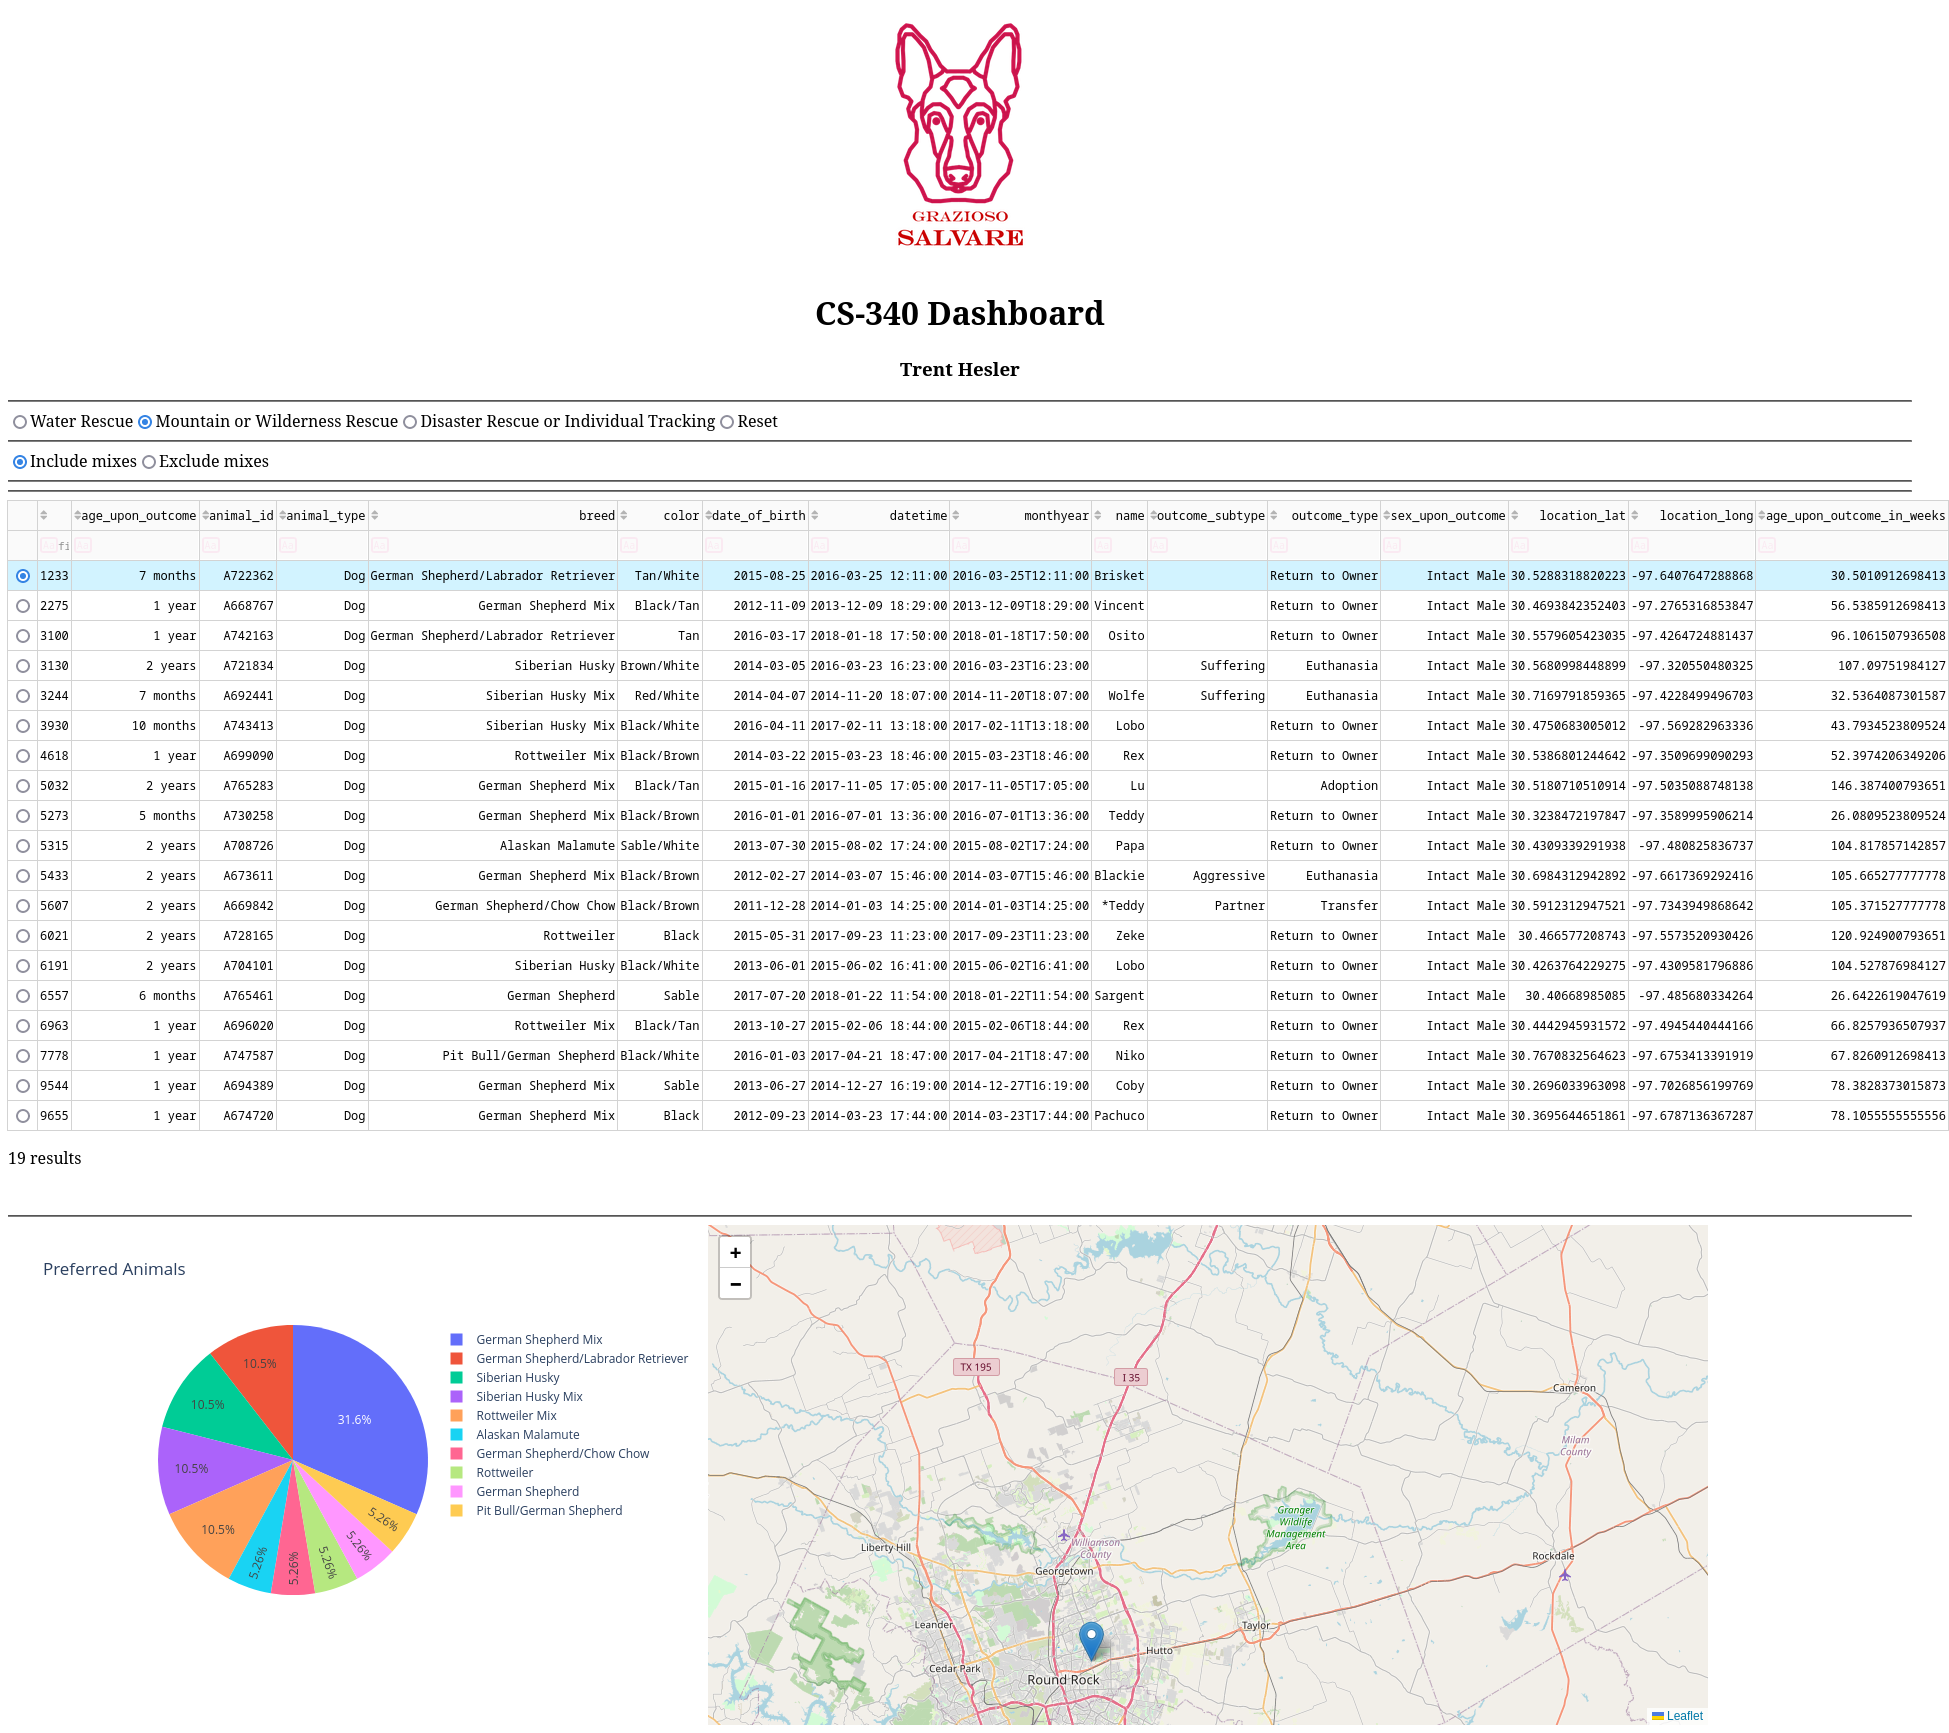 GRAZIOSO
SALVARE
CS-340 Dashboard
Trent Hesler
Water Rescue Mountain or Wilderness Rescue Disaster Rescue or Individual Tracking Reset
Include mixes Exclude mixes
age_upon_outcome animal_id animal_type breed color date_of_birth datetime monthyear name outcome_subtype outcome_type sex_upon_outcome location_lat location_long age_upon_outcome_in_weeks
1233 7 months A722362 Dog German Shepherd/Labrador Retriever Tan/White 2015-08-25 2016-03-25 12:11:00 2016-03-25T12:11:00 Brisket Return to Owner Intact Male 30.5288318820223 -97.6407647288868 30.5010912698413
2275 1 year A668767 Dog German Shepherd Mix Black/Tan 2012-11-09 2013-12-09 18:29:00 2013-12-09T18:29:00 Vincent Return to Owner Intact Male 30.4693842352403 -97.2765316853847 56.5385912698413
3100 1 year A742163 Dog German Shepherd/Labrador Retriever Tan 2016-03-17 2018-01-18 17:50:00 2018-01-18T17:50:00 Osito Return to Owner Intact Male 30.5579605423035 -97.4264724881437 96.1061507936508
3130 2 years A721834 Dog Siberian Husky Brown/White 2014-03-05 2016-03-23 16:23:00 2016-03-23T16:23:00 Suffering Euthanasia Intact Male 30.5680998448899 -97.320550480325 107.09751984127
3244 7 months A692441 Dog Siberian Husky Mix Red/White 2014-04-07 2014-11-20 18:07:00 2014-11-20T18:07:00 Wolfe Suffering Euthanasia Intact Male 30.7169791859365 -97.4228499496703 32.5364087301587
3930 10 months A743413 Dog Siberian Husky Mix Black/White 2016-04-11 2017-02-11 13:18:00 2017-02-11T13:18:00 Lobo Return to Owner Intact Male 30.4750683005012 -97.569282963336 43.7934523809524
4618 1 year A699090 Dog Rottweiler Mix Black/Brown 2014-03-22 2015-03-23 18:46:00 2015-03-23T18:46:00 Rex Return to Owner Intact Male 30.5386801244642 -97.3509699090293 52.3974206349206
5032 2 years A765283 Dog German Shepherd Mix Black/Tan 2015-01-16 2017-11-05 17:05:00 2017-11-05T17:05:00 Lu Adoption Intact Male 30.5180710510914 -97.5035088748138 146.387400793651
5273 5 months A730258 Dog German Shepherd Mix Black/Brown 2016-01-01 2016-07-01 13:36:00 2016-07-01T13:36:00 Teddy Return to Owner Intact Male 30.3238472197847 -97.3589995906214 26.0809523809524
5315 2 years A708726 Dog Alaskan Malamute Sable/White 2013-07-30 2015-08-02 17:24:00 2015-08-02T17:24:00 Papa Return to Owner Intact Male 30.4309339291938 -97.480825836737 104.817857142857
5433 2 years A673611 Dog German Shepherd Mix Black/Brown 2012-02-27 2014-03-07 15:46:00 2014-03-07T15:46:00 Blackie Aggressive Euthanasia Intact Male 30.6984312942892 -97.6617369292416 105.665277777778
5607 2 years A669842 Dog German Shepherd/Chow Chow Black/Brown 2011-12-28 2014-01-03 14:25:00 2014-01-03T14:25:00 *Teddy Partner Transfer Intact Male 30.5912312947521 -97.7343949868642 105.371527777778
6021 2 years A728165 Dog Rottweiler Black 2015-05-31 2017-09-23 11:23:00 2017-09-23T11:23:00 Zeke Return to Owner Intact Male 30.466577208743 -97.5573520930426 120.924900793651
6191 2 years A704101 Dog Siberian Husky Black/White 2013-06-01 2015-06-02 16:41:00 2015-06-02T16:41:00 Lobo Return to Owner Intact Male 30.4263764229275 -97.4309581796886 104.527876984127
6557 6 months A765461 Dog German Shepherd Sable 2017-07-20 2018-01-22 11:54:00 2018-01-22T11:54:00 Sargent Return to Owner Intact Male 30.40668985085 -97.485680334264 26.6422619047619
6963 1 year A696020 Dog Rottweiler Mix Black/Tan 2013-10-27 2015-02-06 18:44:00 2015-02-06T18:44:00 Rex Return to Owner Intact Male 30.4442945931572 -97.4945440444166 66.8257936507937
7778 1 year A747587 Dog Pit Bull/German Shepherd Black/White 2016-01-03 2017-04-21 18:47:00 2017-04-21T18:47:00 Niko Return to Owner Intact Male 30.7670832564623 -97.6753413391919 67.8260912698413
9544 1 year A694389 Dog German Shepherd Mix Sable 2013-06-27 2014-12-27 16:19:00 2014-12-27T16:19:00 Coby Return to Owner Intact Male 30.2696033963098 -97.7026856199769 78.3828373015873
9655 1 year A674720 Dog German Shepherd Mix Black 2012-09-23 2014-03-23 17:44:00 2014-03-23T17:44:00 Pachuco Return to Owner Intact Male 30.3695644651861 -97.6787136367287 78.1055555555556
19 results
Preferred Animals
31.6%
10.5%
10.5%
10.5%
10.5%
5.26%
5.26%
5.26%
5.26%
5.26%
German Shepherd Mix
German Shepherd/Labrador Retriever
Siberian Husky
Siberian Husky Mix
Rottweiler Mix
Alaskan Malamute
German Shepherd/Chow Chow
Rottweiler
German Shepherd
Pit Bull/German Shepherd
+
−
TX 195
I 35
Cameron
Milam
County
Granger
Wildlife
Management
Area
Liberty Hill
Williamson
County
Georgetown
Rockdale
Leander
Taylor
Hutto
Cedar Park
Round Rock
Leaflet